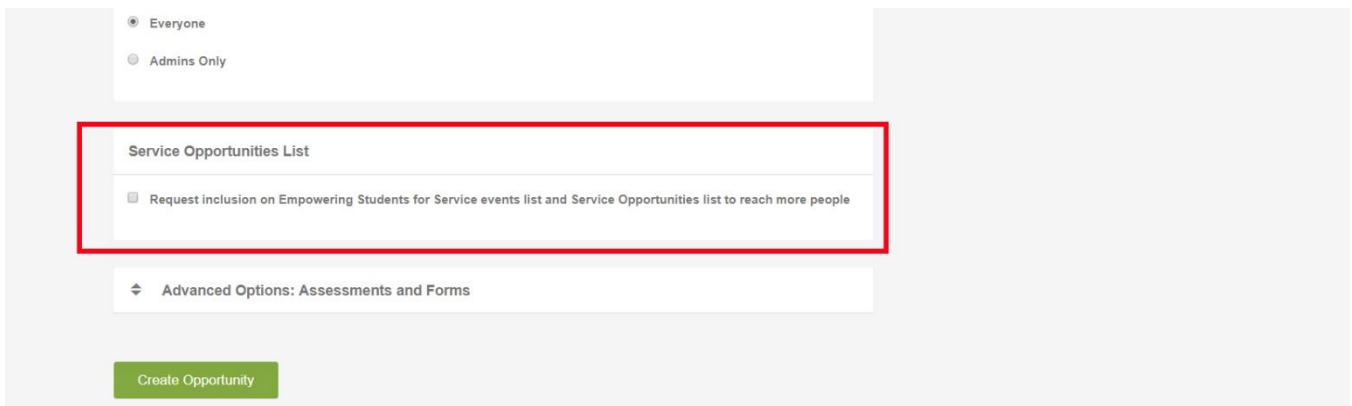 Everyone
Admins Only
Service Opportunities List
Request inclusion on Empowering Students for Service events list and Service Opportunities list to reach more people
Advanced Options: Assessments and Forms
Create Opportunity